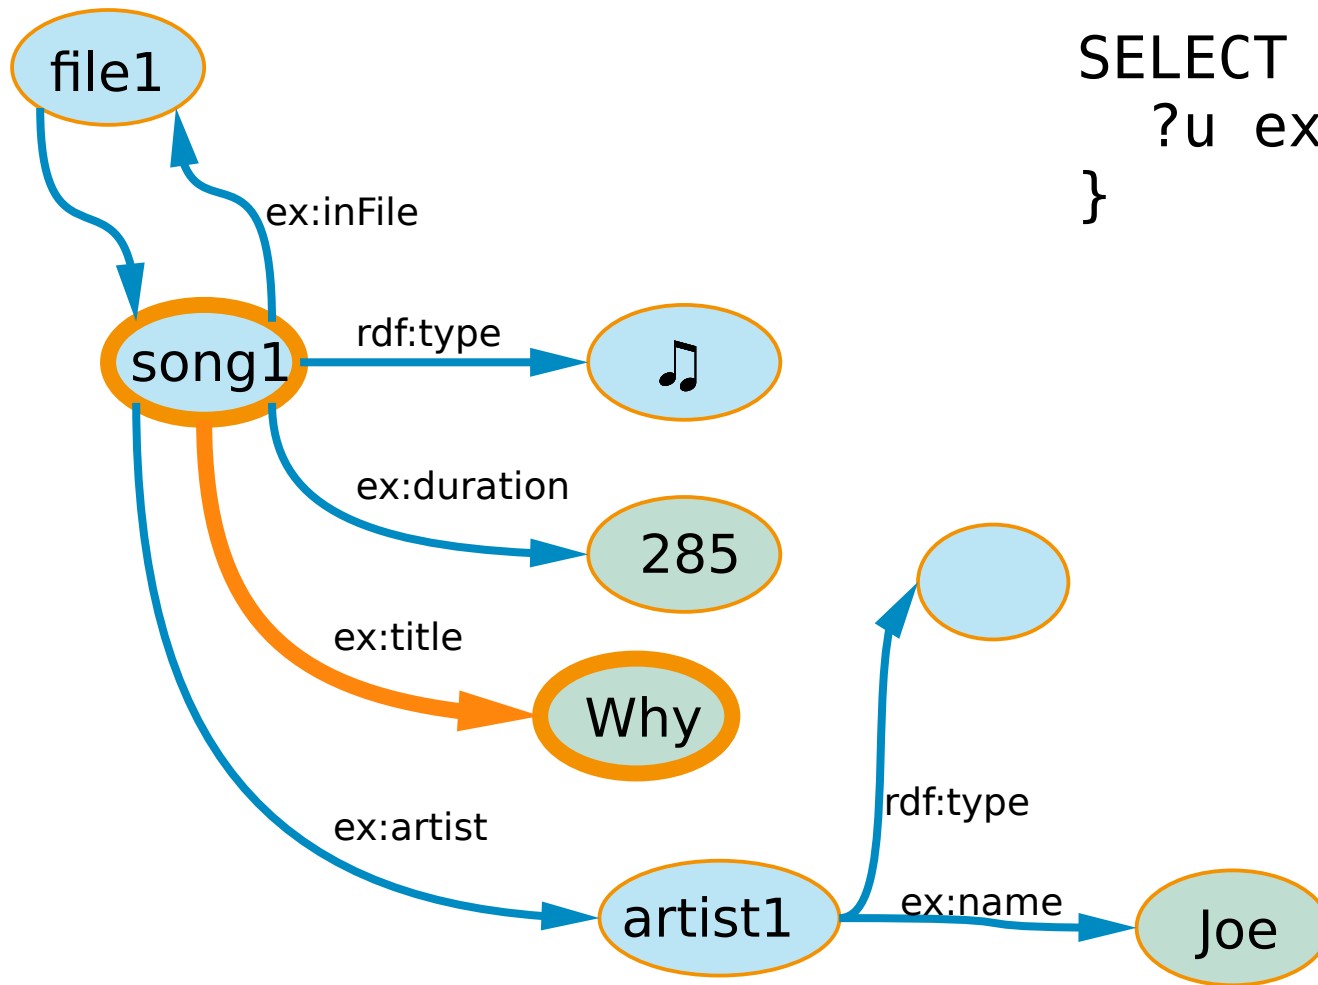 file1
SELECT
?u ex
}
ex:inFile
rdf:type
song1
♫
ex:duration
285
ex:title
Why
rdf:type
ex:artist
ex:name
artist1
Joe